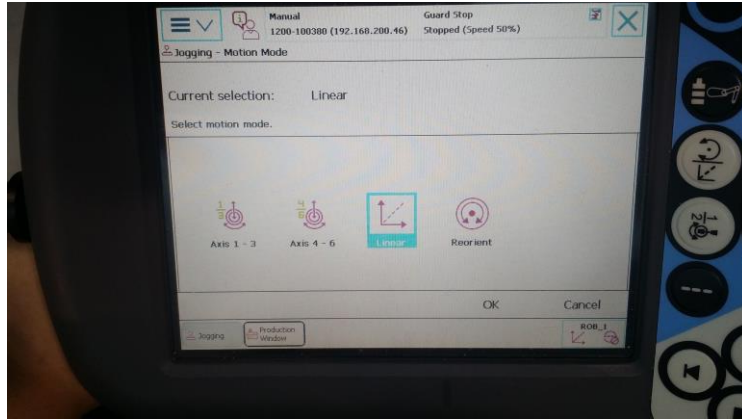 Manual
Guard Stop
1200-100380 (192.168.200.46)
Stopped (Speed 50%)
Jogging - Motion Mode
Current selection: Linear
Select motion mode.
Axis 1 - 3
Axis 4 - 6
Linear
Reorient
OK
Cancel
Jogging
Production
Window
ROB_1